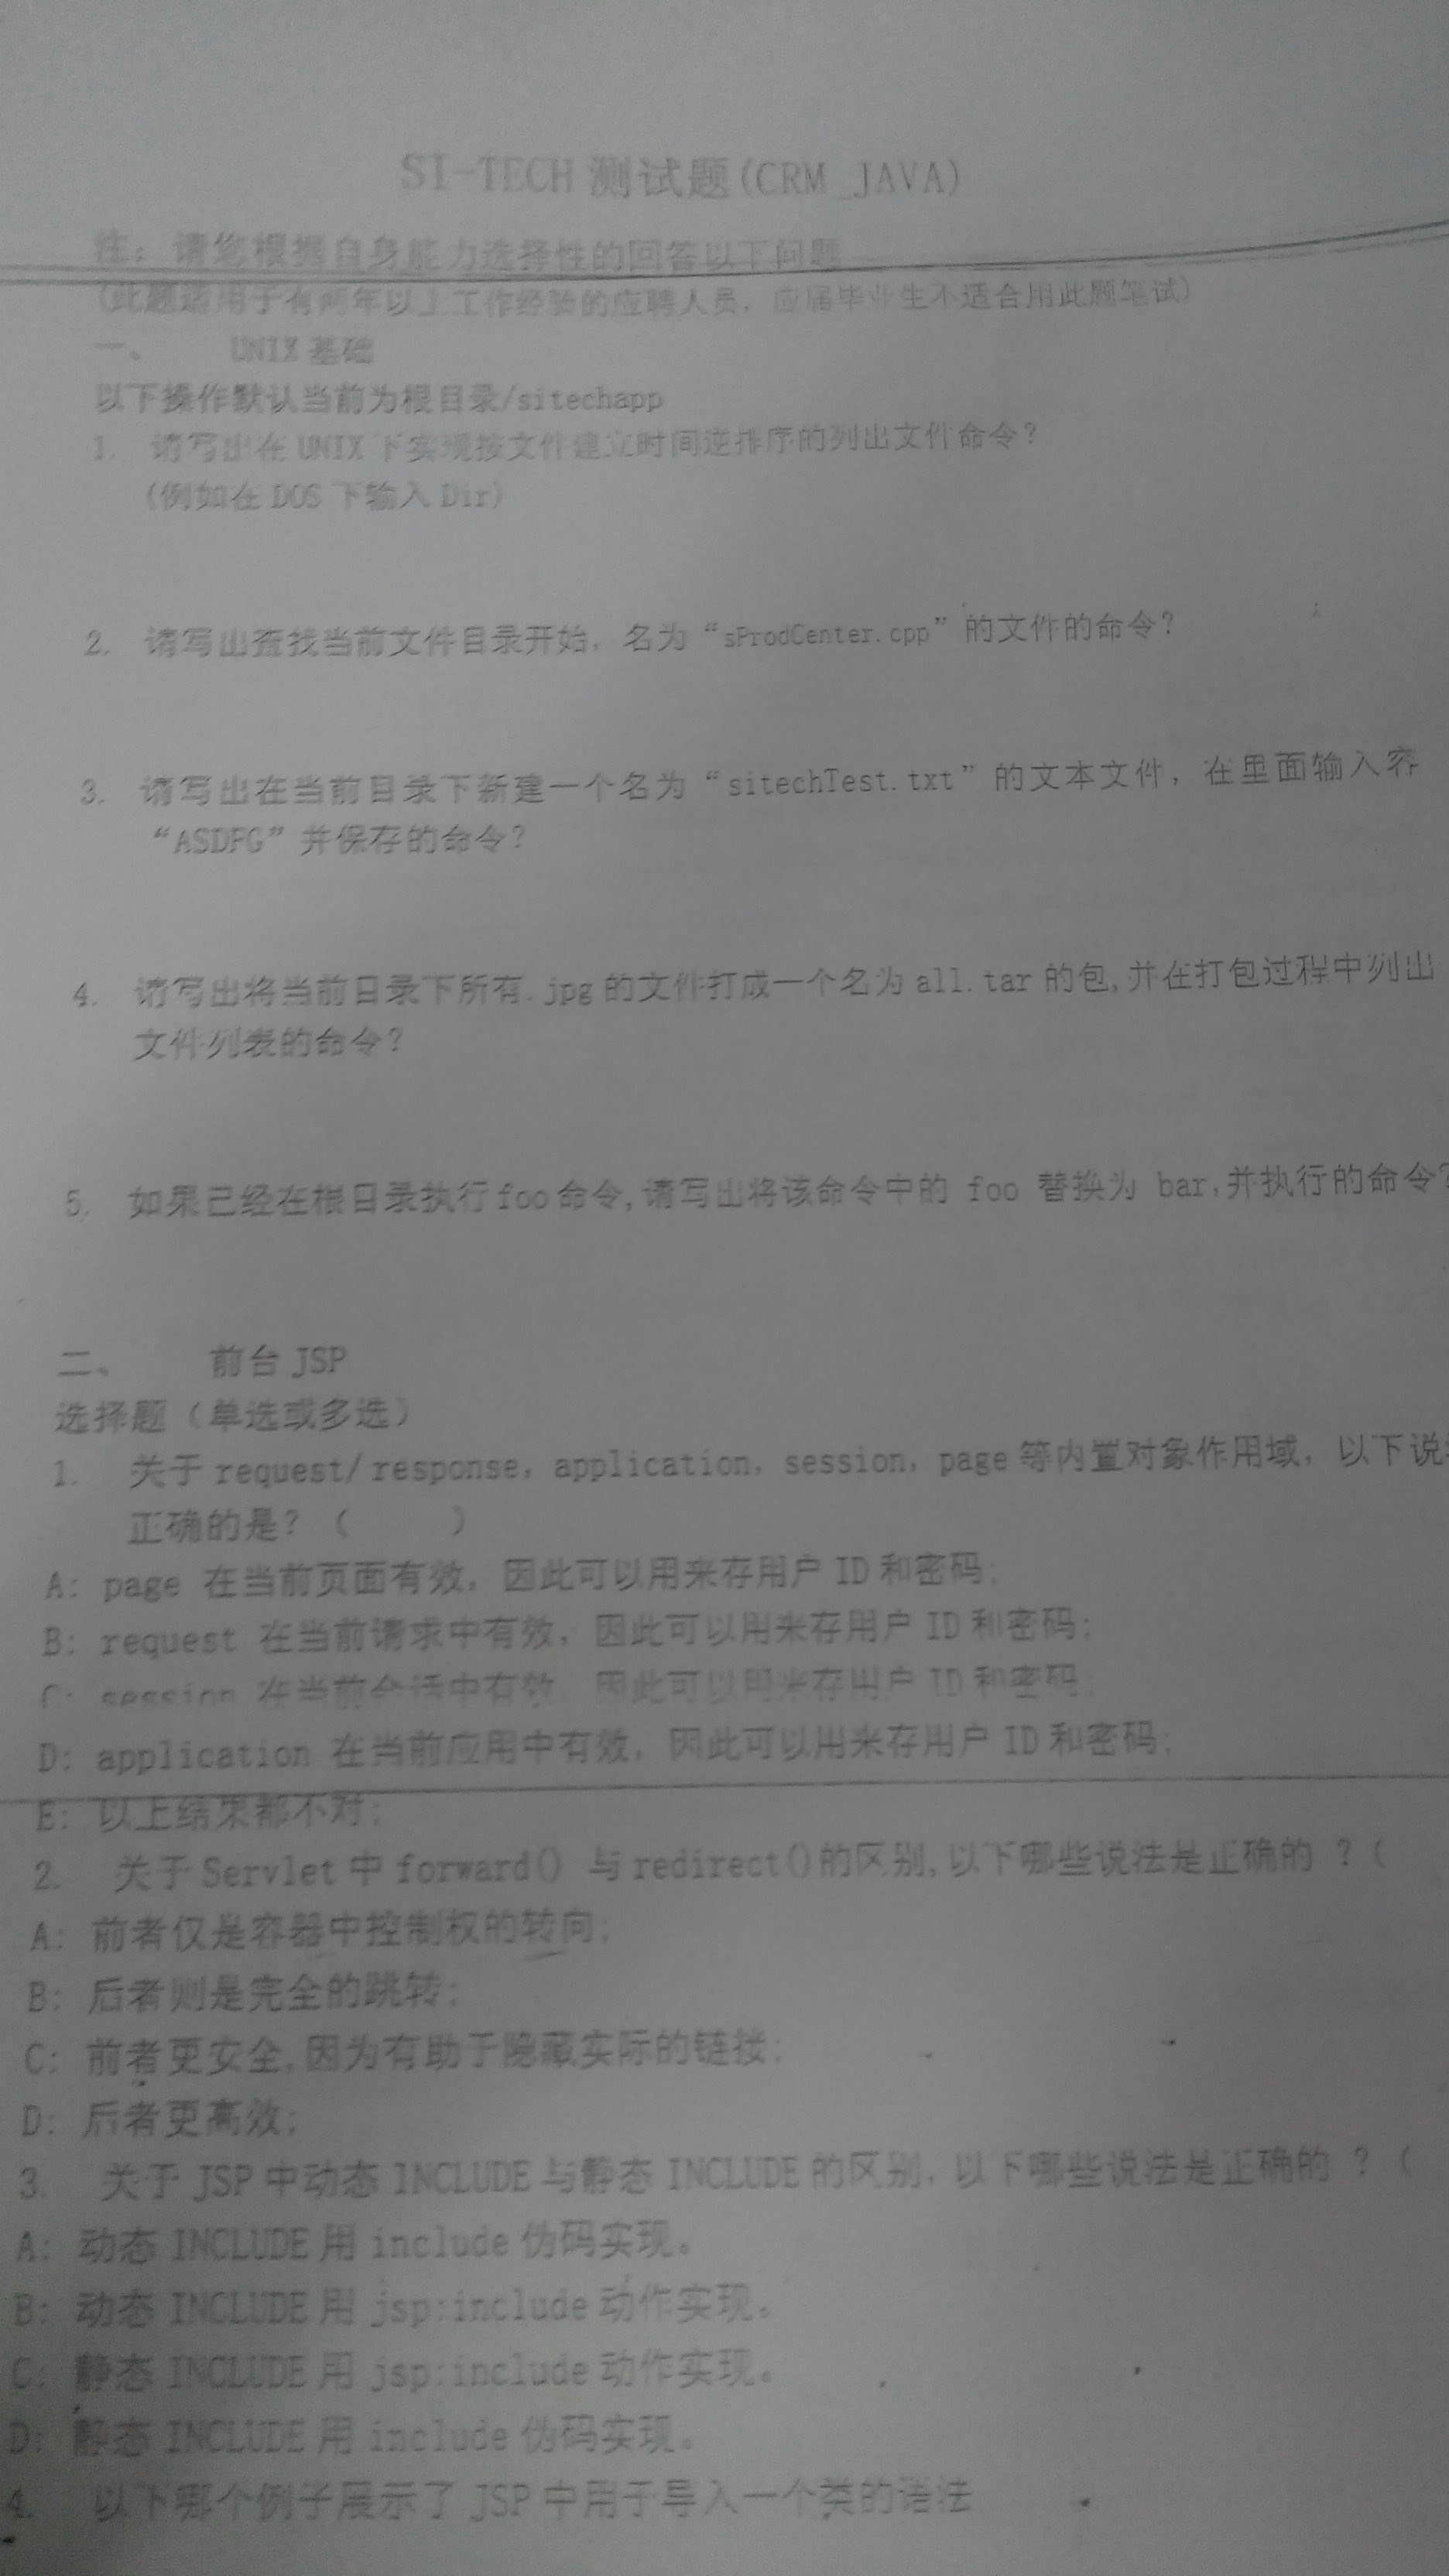 SI-TECH 测试题(CRM_JAVA)
注：请您根据自身能力选择性的回答以下问题
(此题适用于有两年以上工作经验的应聘人员，应届毕业生不适合用此题笔试)
一、 UNIX 基础
以下操作默认当前为根目录/sitechapp
1. 请写出在 UNIX 下实现按文件建立时间逆排序的列出文件命令？
(例如在 DOS 下输入 Dir)
2. 请写出查找当前文件目录开始，名为“sProdCenter.cpp”的文件的命令？
3. 请写出在当前目录下新建一个名为“sitechTest.txt”的文本文件，在里面输入
“ASDFG”并保存的命令？
4. 请写出将当前目录下所有.jpg 的文件打成一个名为 all.tar 的包,并在打包过程中列出
文件列表的命令？
5. 如果已经在根目录执行 foo 命令,请写出将该命令中的 foo 替换为 bar,并执行的命令？
二、 前台 JSP
选择题（单选或多选）
1. 关于 request/response, application, session, page 等内置对象作用域，以下说
正确的是？（ ）
A: page 在当前页面有效，因此可以用来存用户 ID 和密码;
B: request 在当前请求中有效，因此可以用来存用户 ID 和密码;
C: session 在当前会话中有效，因此可以用来存用户 ID 和密码;
D: application 在当前应用中有效，因此可以用来存用户 ID 和密码;
E: 以上结果都不对;
2. 关于 Servlet 中 forward() 与 redirect()的区别,以下哪些说法是正确的 ？（
A: 前者仅是容器中控制权的转向;
B: 后者则是完全的跳转;
C: 前者更安全,因为有助于隐藏实际的链接;
D: 后者更高效;
3. 关于 JSP 中动态 INCLUDE 与静态 INCLUDE 的区别，以下哪些说法是正确的 ？（
A: 动态 INCLUDE 用 include 伪码实现。
B: 动态 INCLUDE 用 jsp:include 动作实现。
C: 静态 INCLUDE 用 jsp:include 动作实现。
D: 静态 INCLUDE 用 include 伪码实现。
4. 以下哪个例子展示了 JSP 中用于导入一个类的语法